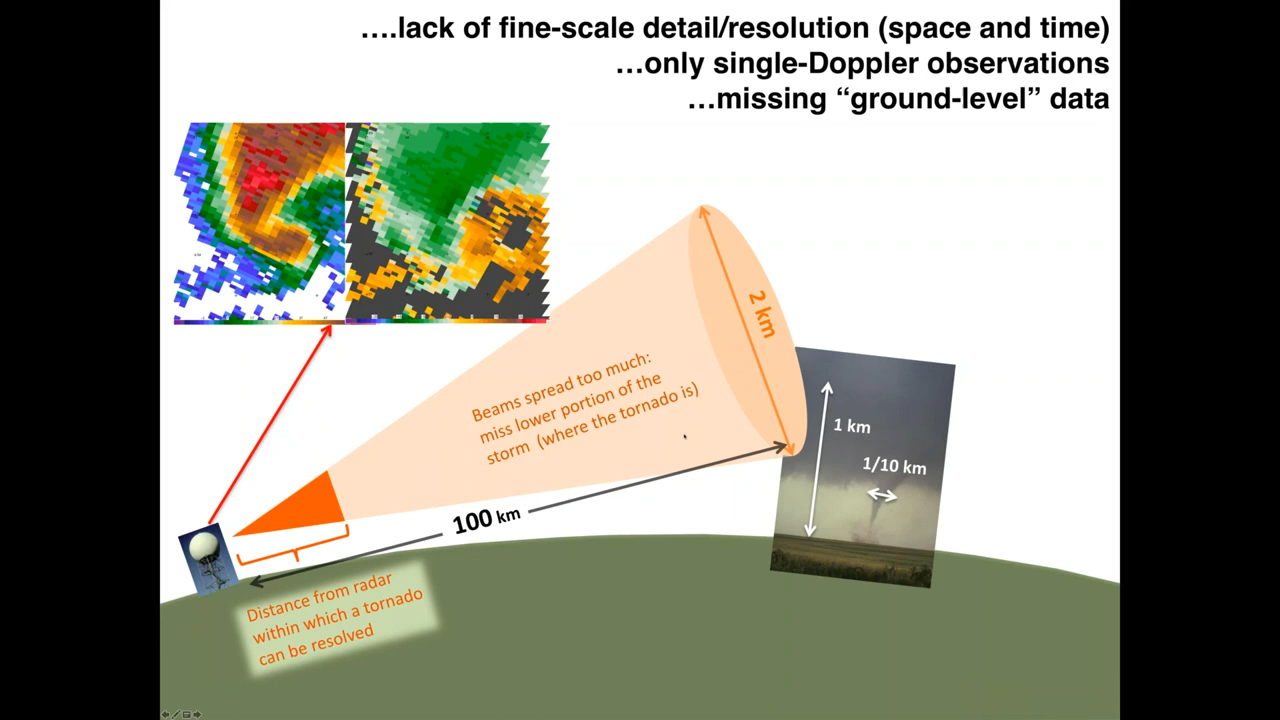 ….lack of fine-scale detail/resolution (space and time)
…only single-Doppler observations
…missing “ground-level” data
2 km
Beams spread too much:
miss lower portion of the
storm (where the tornado is)
1 km
1/10 km
100 km
Distance from radar
within which a tornado
can be resolved